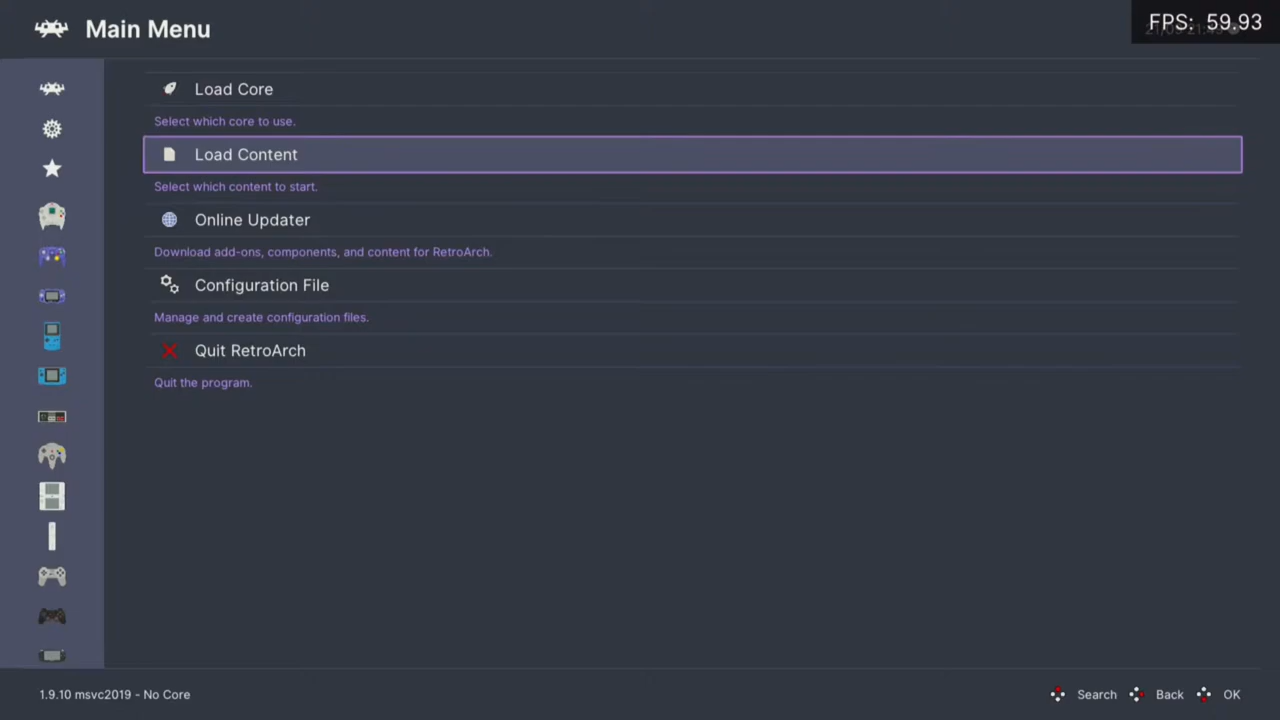 Main Menu
FPS: 59.93
Load Core
Select which core to use.
Load Content
Select which content to start.
Online Updater
Download add-ons, components, and content for RetroArch.
Configuration File
Manage and create configuration files.
Quit RetroArch
Quit the program.
1.9.10 msvc2019 - No Core
Search
Back
OK